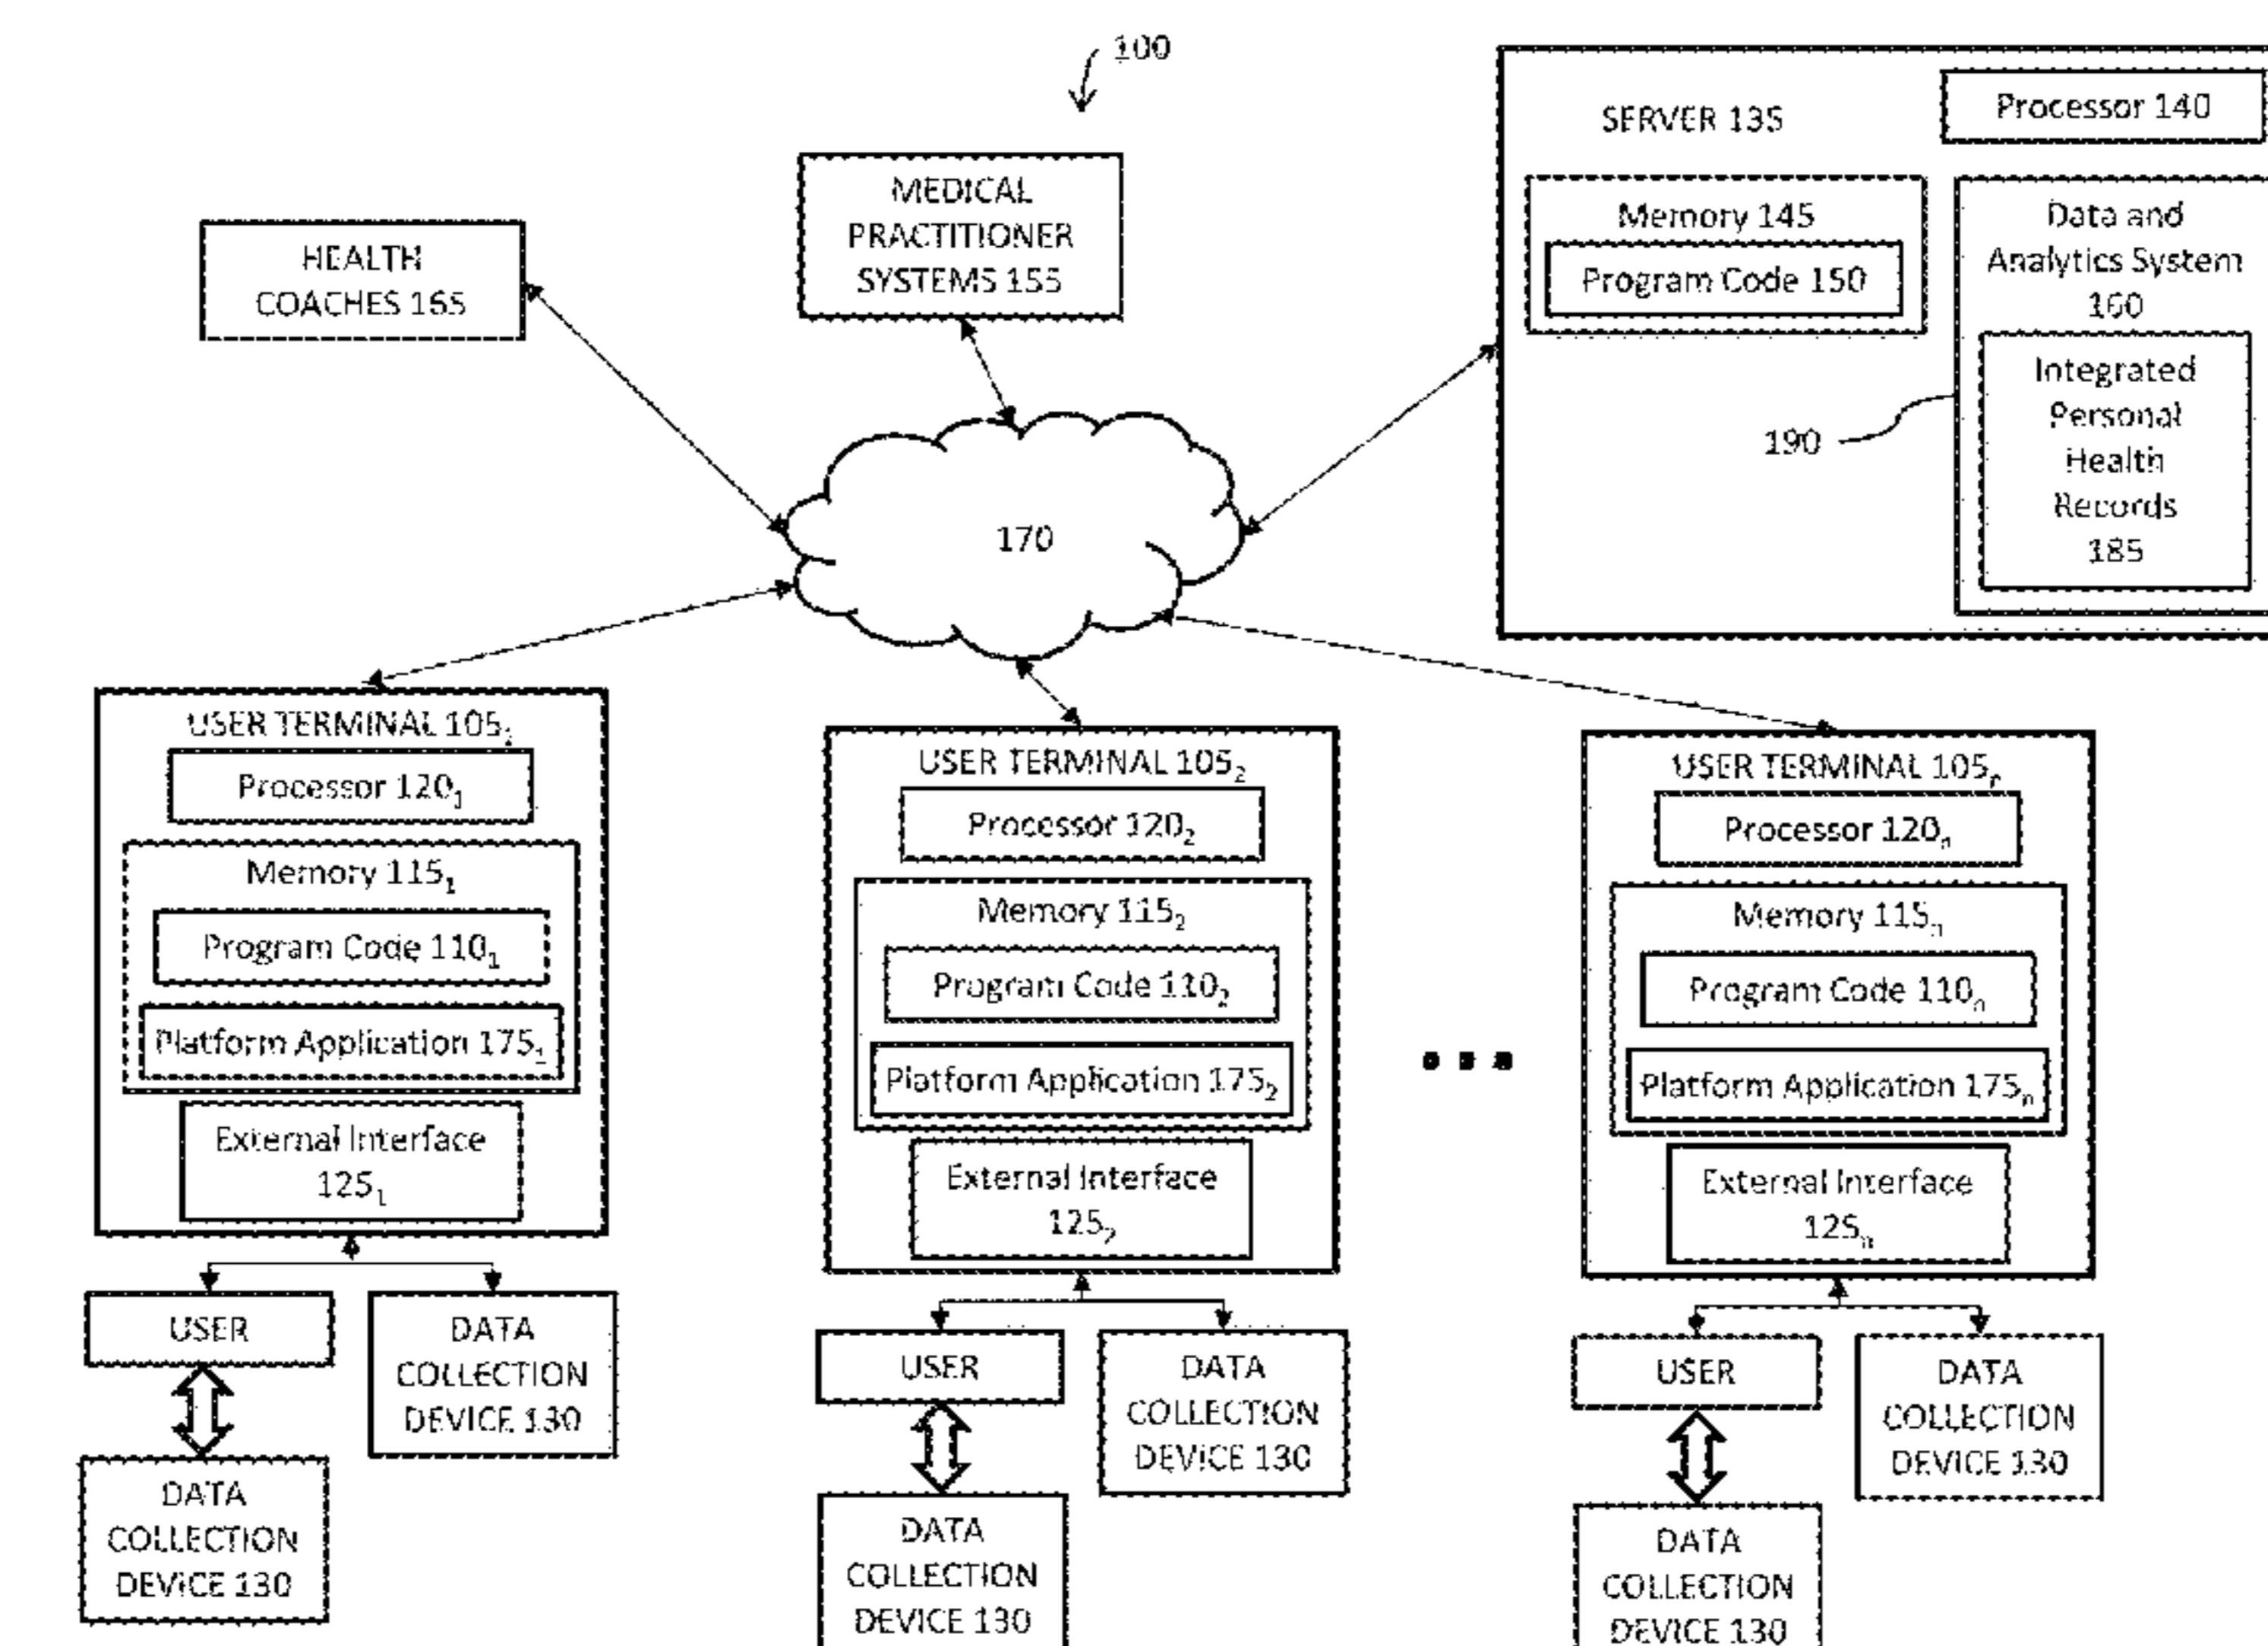 100
SERVER 135
Processor 140
Memory 145
Program Code 150
Data and
Analytics System
160
Integrated
Personal
Health
Records
185
190
MEDICAL
PRACTITIONER
SYSTEMS 155
HEALTH
COACHES 165
170
USER TERMINAL 105₁
Processor 120₁
Memory 115₁
Program Code 110₁
Platform Application 175₁
External Interface
125₁
USER
DATA
COLLECTION
DEVICE 130
DATA
COLLECTION
DEVICE 130
USER TERMINAL 105₂
Processor 120₂
Memory 115₂
Program Code 110₂
Platform Application 175₂
External Interface
125₂
USER
DATA
COLLECTION
DEVICE 130
DATA
COLLECTION
DEVICE 130
...
USER TERMINAL 105ₙ
Processor 120ₙ
Memory 115ₙ
Program Code 110ₙ
Platform Application 175ₙ
External Interface
125ₙ
USER
DATA
COLLECTION
DEVICE 130
DATA
COLLECTION
DEVICE 130